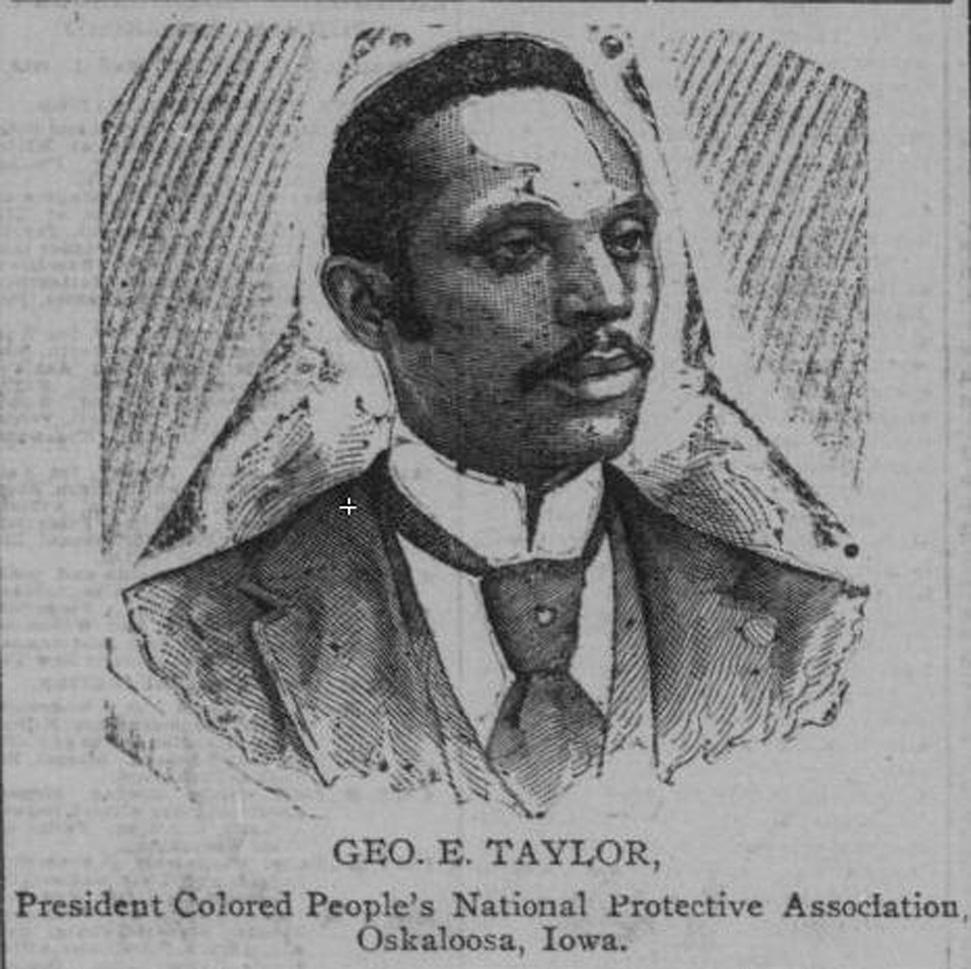 GEO. E. TAYLOR,
President Colored People's National Protective Association,
Oskaloosa, Iowa.